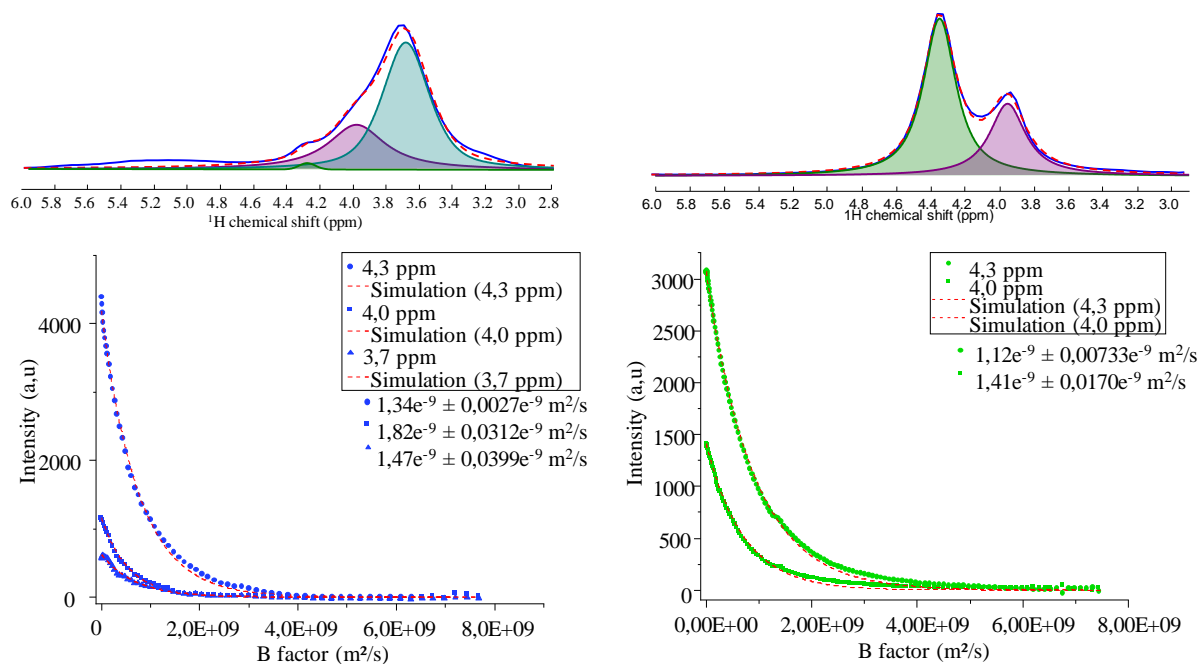 6.0 5.8 5.6 5.4 5.2 5.0 4.8 4.6 4.4 4.2 4.0 3.8 3.6 3.4 3.2 3.0 2.8
¹H chemical shift (ppm)
6.0 5.8 5.6 5.4 5.2 5.0 4.8 4.6 4.4 4.2 4.0 3.8 3.6 3.4 3.2 3.0
1H chemical shift (ppm)
4,3 ppm
Simulation (4,3 ppm)
4,0 ppm
Simulation (4,0 ppm)
3,7 ppm
Simulation (3,7 ppm)
1,34e⁻⁹ ± 0,0027e⁻⁹ m²/s
1,82e⁻⁹ ± 0,0312e⁻⁹ m²/s
1,47e⁻⁹ ± 0,0399e⁻⁹ m²/s
Intensity (a,u)
4000
2000
0
0 2,0E+09 4,0E+09 6,0E+09 8,0E+09
B factor (m²/s)
4,3 ppm
4,0 ppm
Simulation (4,3 ppm)
Simulation (4,0 ppm)
1,12e⁻⁹ ± 0,00733e⁻⁹ m²/s
1,41e⁻⁹ ± 0,0170e⁻⁹ m²/s
Intensity (a,u)
3000
2500
2000
1500
1000
500
0
0,00E+00 2,00E+09 4,00E+09 6,00E+09 8,00E+09
B factor (m²/s)